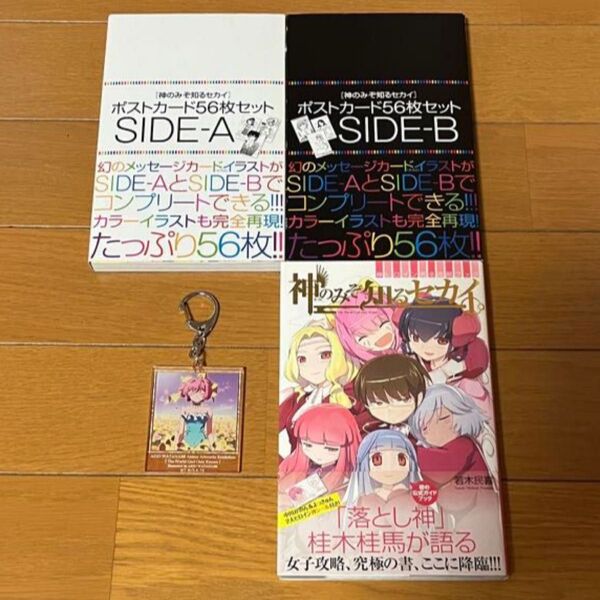 [神のみぞ知るセカイ]
ポストカード56枚セット
SIDE-A
幻のメッセージカードイラストが
SIDE-AとSIDE-Bで
コンプリートできる!!!
カラーイラストも完全再現!
たっぷり56枚!!
[神のみぞ知るセカイ]
ポストカード56枚セット
SIDE-B
幻のメッセージカードイラストが
SIDE-AとSIDE-Bで
コンプリートできる!!!
カラーイラストも完全再現!
たっぷり56枚!!
神のみぞ知るセカイ
若木民喜
公式ガイド
ブック
「落とし神」
桂木桂馬が語る
女子攻略、究極の書、ここに降臨!!!